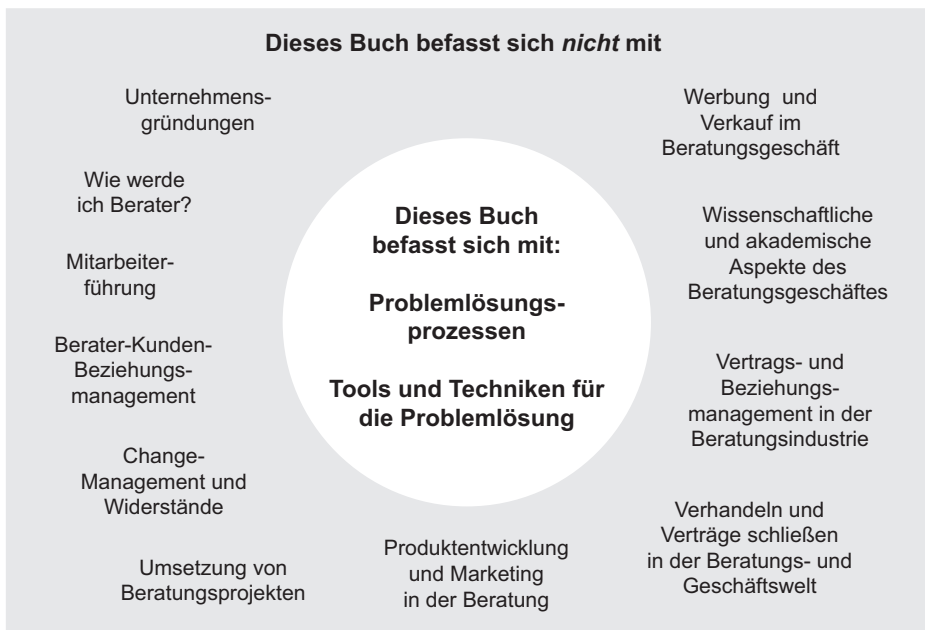 Dieses Buch befasst sich nicht mit
Unternehmens-
gründungen
Wie werde
ich Berater?
Mitarbeiter-
führung
Berater-Kunden-
Beziehungs-
management
Change-
Management und
Widerstände
Umsetzung von
Beratungsprojekten
Dieses Buch
befasst sich mit:
Problemlösungs-
prozessen
Tools und Techniken für
die Problemlösung
Produktentwicklung
und Marketing
in der Beratung
Werbung und
Verkauf im
Beratungsgeschäft
Wissenschaftliche
und akademische
Aspekte des
Beratungsgeschäftes
Vertrags- und
Beziehungs-
management in der
Beratungsindustrie
Verhandeln und
Verträge schließen
in der Beratungs- und
Geschäftswelt